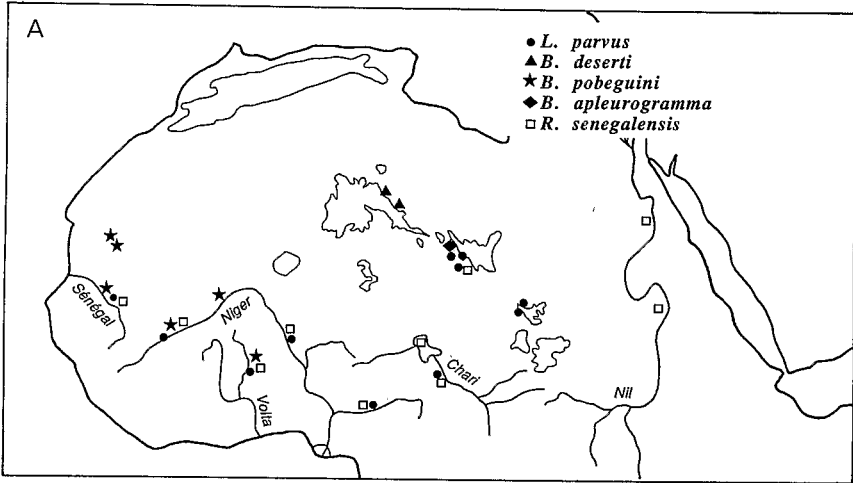 A
L. parvus
B. deserti
B. pobeguini
B. apleurogramma
R. senegalensis
Sénégal
Niger
Volta
Chari
Nil